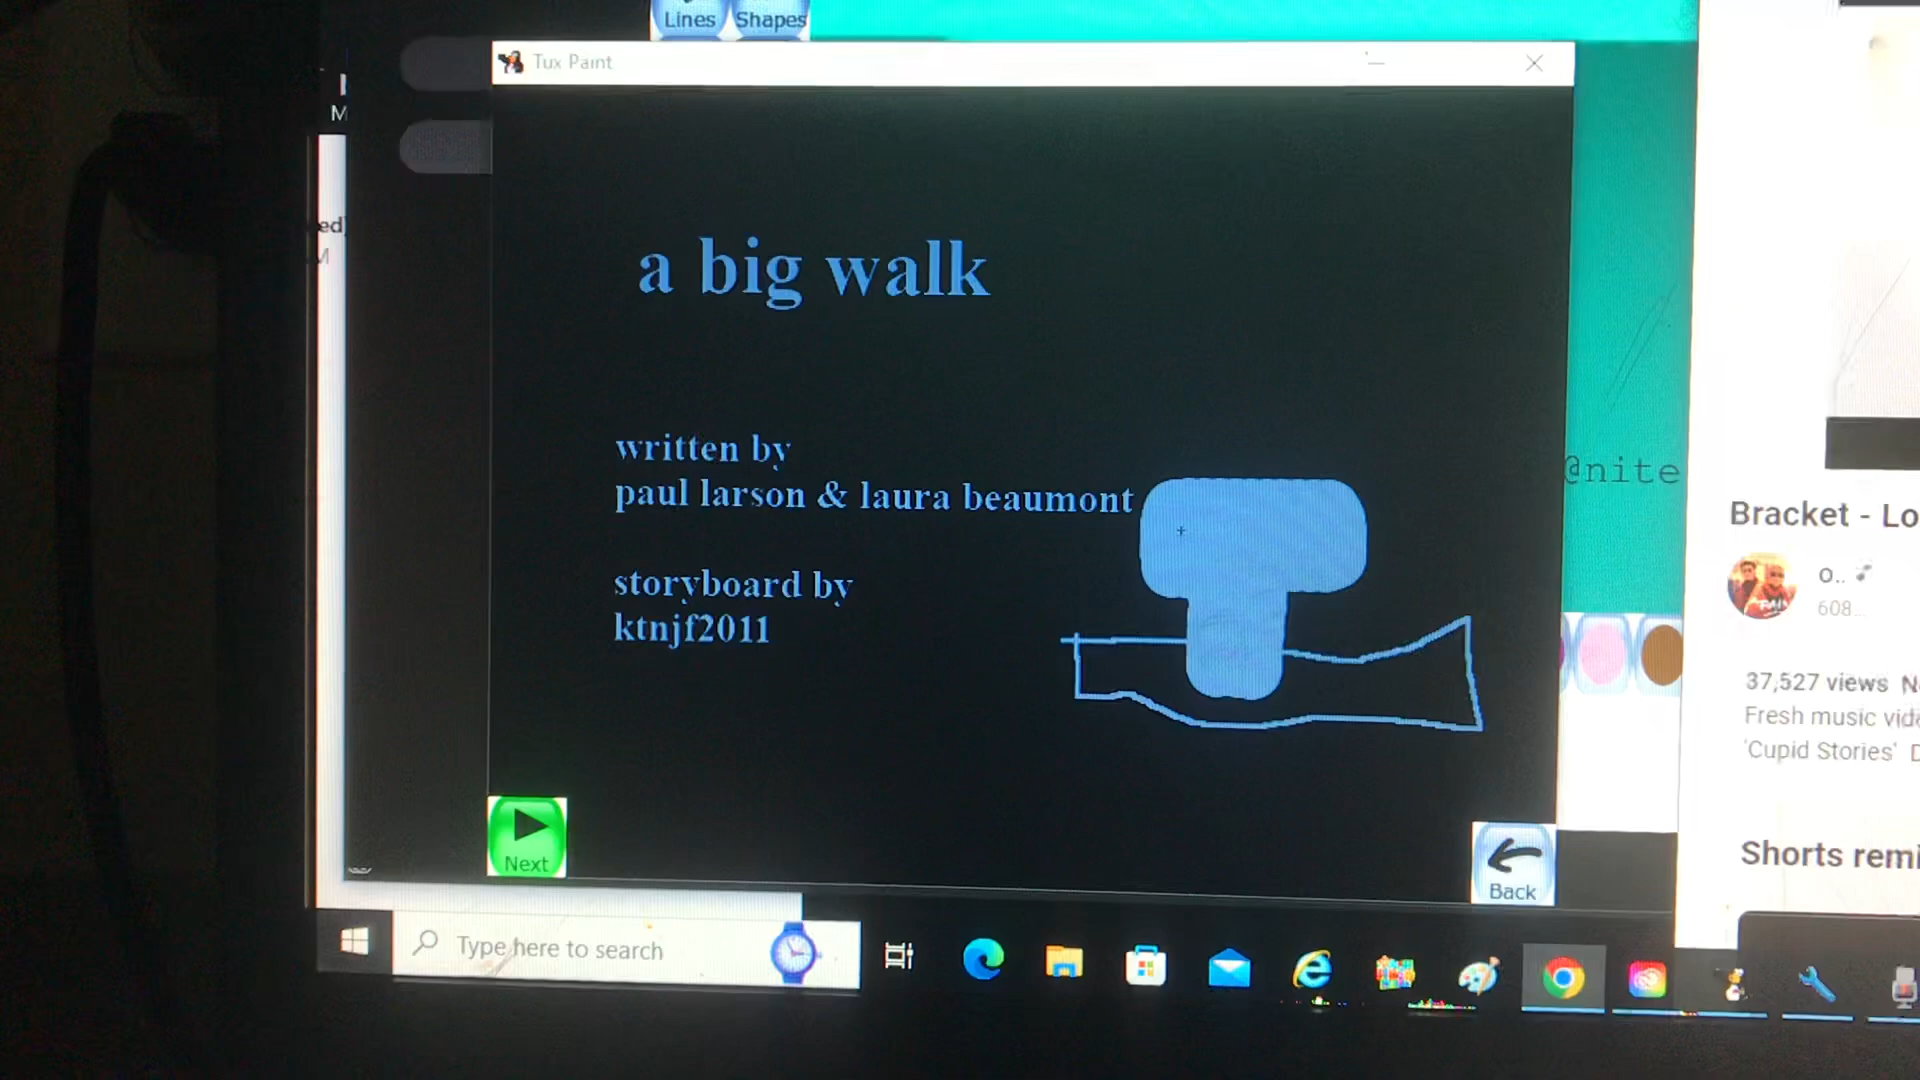 Lines Shapes
Tux Paint
M
ed
M
a big walk
written by
paul larson & laura beaumont
storyboard by
ktnjf2011
@nite
Bracket - Lo
o..
608...
37,527 views N
Fresh music vid
'Cupid Stories' D
Shorts remi
Next
Back
Type here to search